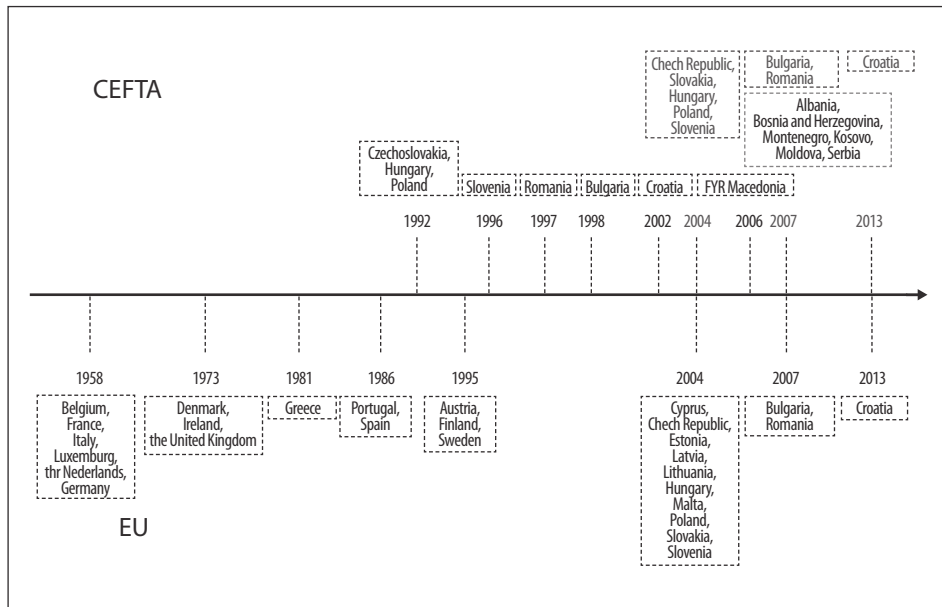 CEFTA
Chech Republic,
Slovakia,
Hungary,
Poland,
Slovenia
Bulgaria,
Romania
Croatia
Albania,
Bosnia and Herzegovina,
Montenegro, Kosovo,
Moldova, Serbia
Czechoslovakia,
Hungary,
Poland
Slovenia
Romania
Bulgaria
Croatia
FYR Macedonia
1992
1996
1997
1998
2002
2004
2006
2007
2013
1958
1973
1981
1986
1995
2004
2007
2013
Belgium,
France,
Italy,
Luxemburg,
thr Nederlands,
Germany
Denmark,
Ireland,
the United Kingdom
Greece
Portugal,
Spain
Austria,
Finland,
Sweden
Cyprus,
Chech Republic,
Estonia,
Latvia,
Lithuania,
Hungary,
Malta,
Poland,
Slovakia,
Slovenia
Bulgaria,
Romania
Croatia
EU